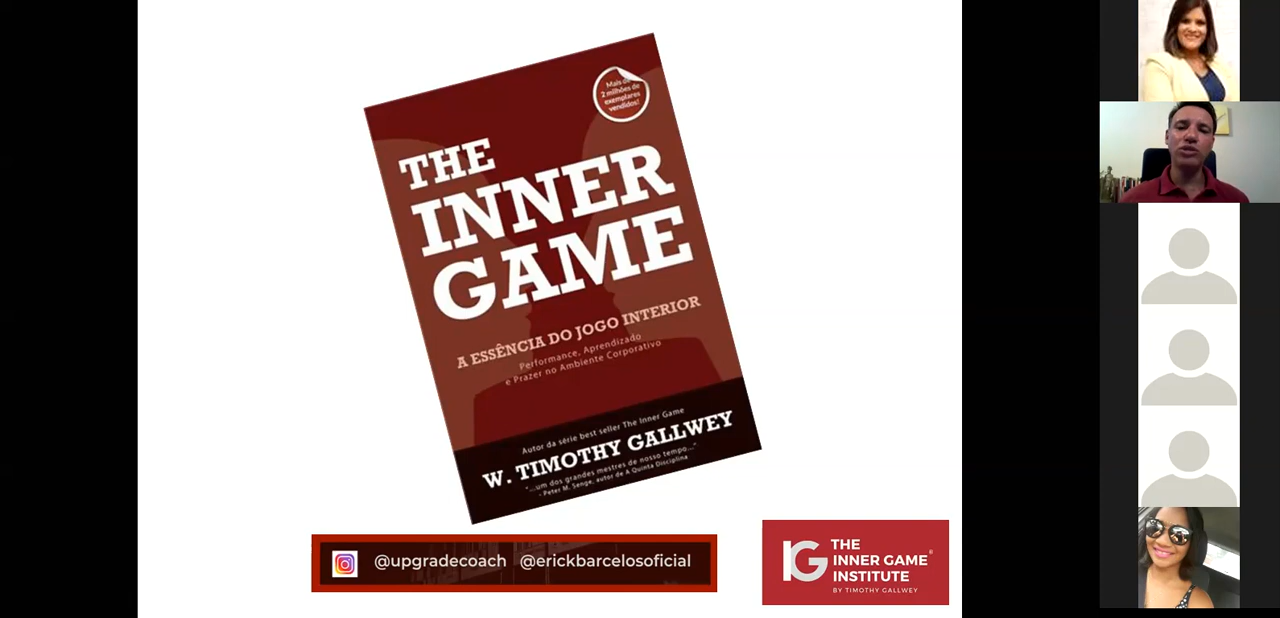 Mais de
2 milhões de
exemplares
vendidos!
THE
INNER
GAME
A ESSÊNCIA DO JOGO INTERIOR
Performance, Aprendizado
e Prazer no Ambiente Corporativo
Autor da série best seller The Inner Game
W. TIMOTHY GALLWEY
"...um dos grandes mestres de nosso tempo..."
- Peter M. Senge, autor de A Quinta Disciplina
@upgradecoach @erickbarcelosoficial
IG
THE
INNER GAME®
INSTITUTE
BY TIMOTHY GALLWEY